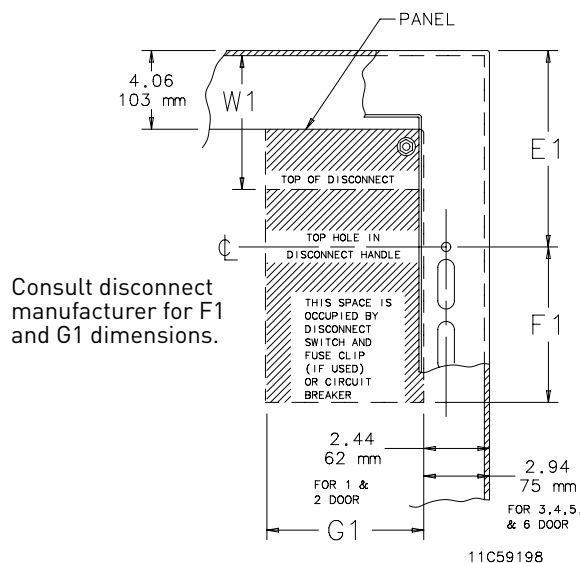 PANEL
4.06
103 mm
W1
E1
TOP OF DISCONNECT
TOP HOLE IN
DISCONNECT HANDLE
℄
Consult disconnect
manufacturer for F1
and G1 dimensions.
THIS SPACE IS
OCCUPIED BY
DISCONNECT
SWITCH AND
FUSE CLIP
(IF USED)
OR CIRCUIT
BREAKER
F1
2.44
62 mm
FOR 1 &
2 DOOR
2.94
75 mm
FOR 3,4,5,
& 6 DOOR
G1
11C59198